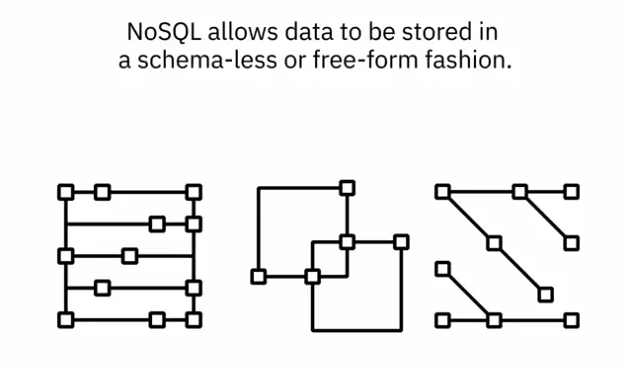 NoSQL allows data to be stored in
a schema-less or free-form fashion.